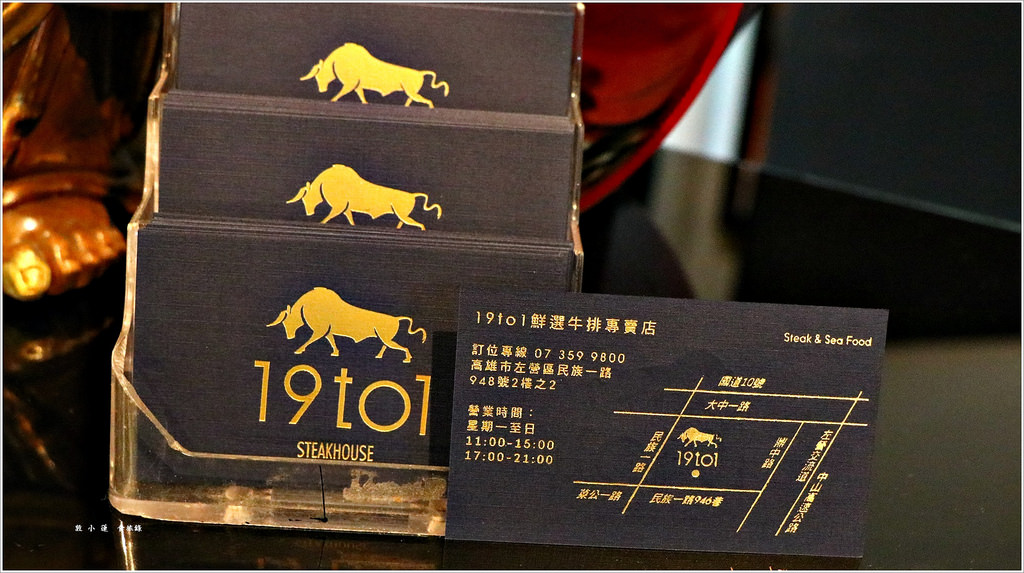 19to1
STEAKHOUSE
19to1鮮選牛排專賣店
Steak & Sea Food
訂位專線 07 359 9800
高雄市左營區民族一路
948號2樓之2
營業時間：
星期一至日
11:00-15:00
17:00-21:00
國道10號
大中一路
民族一路
19to1
鼎中路
左營交流道
中山高速公路
菜公一路
民族一路946巷